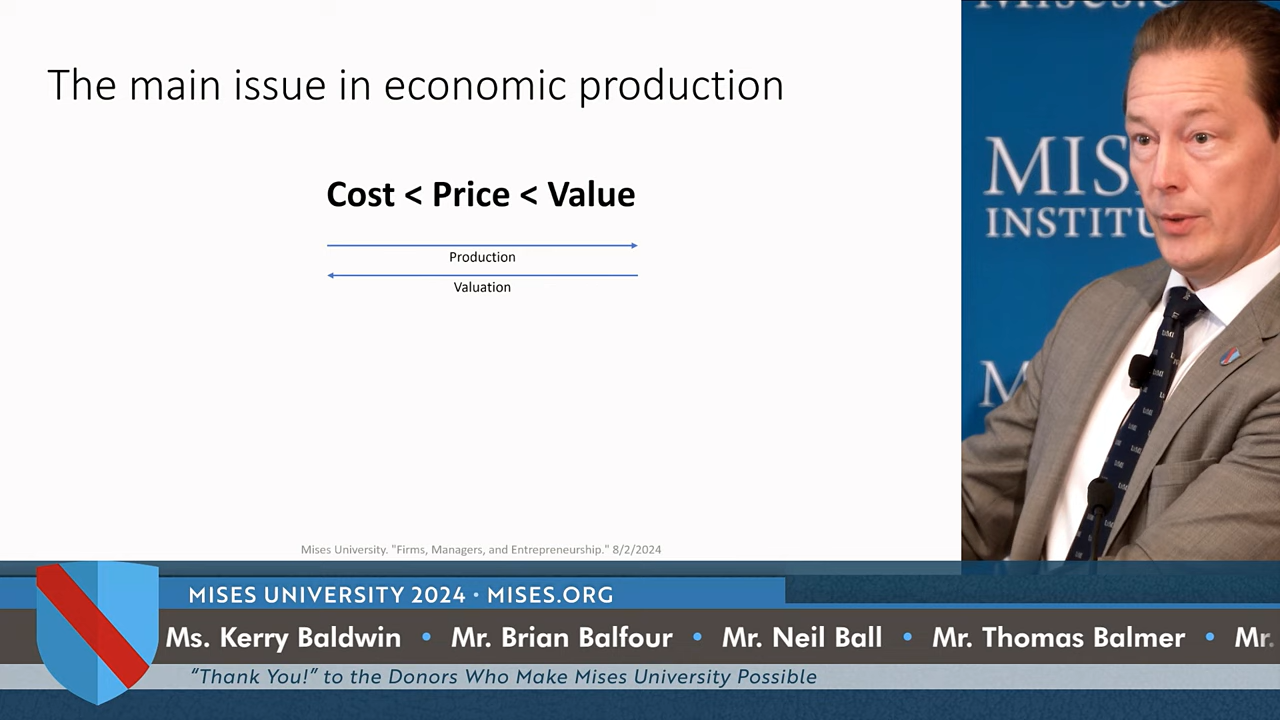 The main issue in economic production
Cost < Price < Value
Production
Valuation
Mises University. "Firms, Managers, and Entrepreneurship." 8/2/2024
MISES UNIVERSITY 2024 • MISES.ORG
Ms. Kerry Baldwin • Mr. Brian Balfour • Mr. Neil Ball • Mr. Thomas Balmer • Mr.
“Thank You!” to the Donors Who Make Mises University Possible
Mises.o
MIS
INSTITU
M